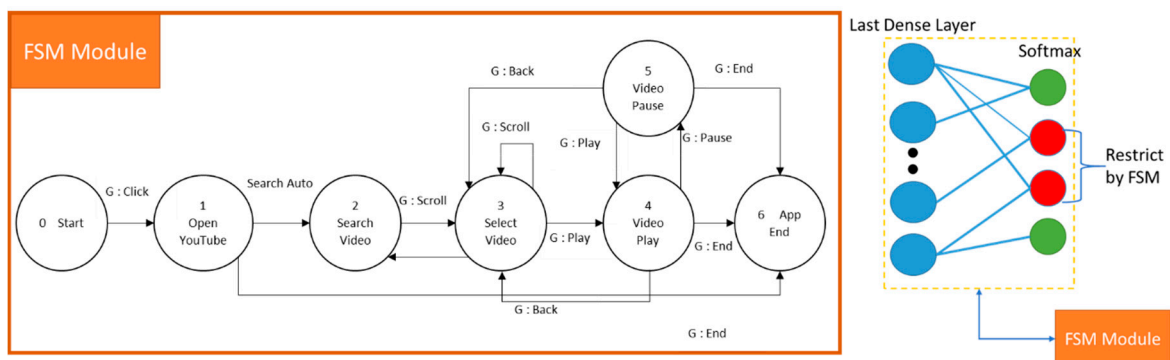 FSM Module
0 Start
G : Click
1
Open
YouTube
Search Auto
2
Search
Video
G : Scroll
3
Select
Video
G : Scroll
G : Back
5
Video
Pause
G : End
G : Play
G : Pause
G : Play
4
Video
Play
G : End
6 App
End
G : Back
G : End
Last Dense Layer
Softmax
Restrict
by FSM
FSM Module